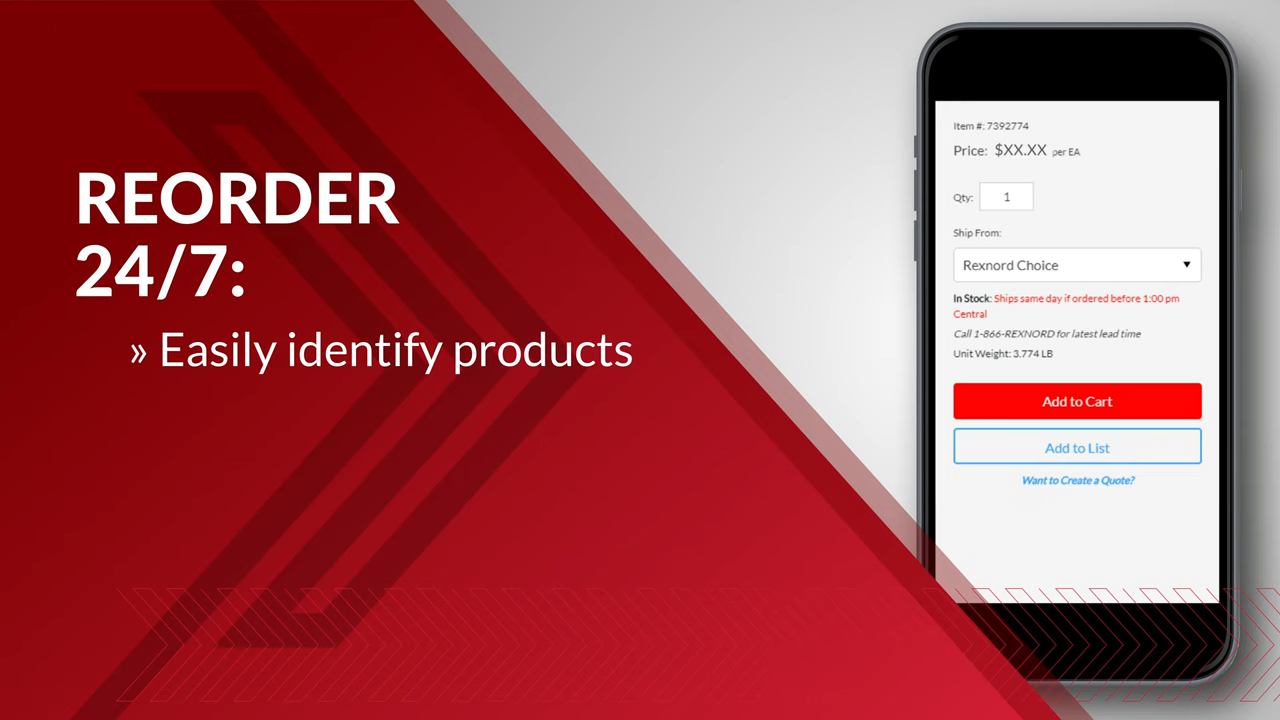 REORDER
24/7:
» Easily identify products
Item #: 7392774
Price: $XX.XX per EA
Qty: 1
Ship From:
Rexnord Choice
In Stock: Ships same day if ordered before 1:00 pm
Central
Call 1-866-REXNORD for latest lead time
Unit Weight: 3.774 LB
Add to Cart
Add to List
Want to Create a Quote?